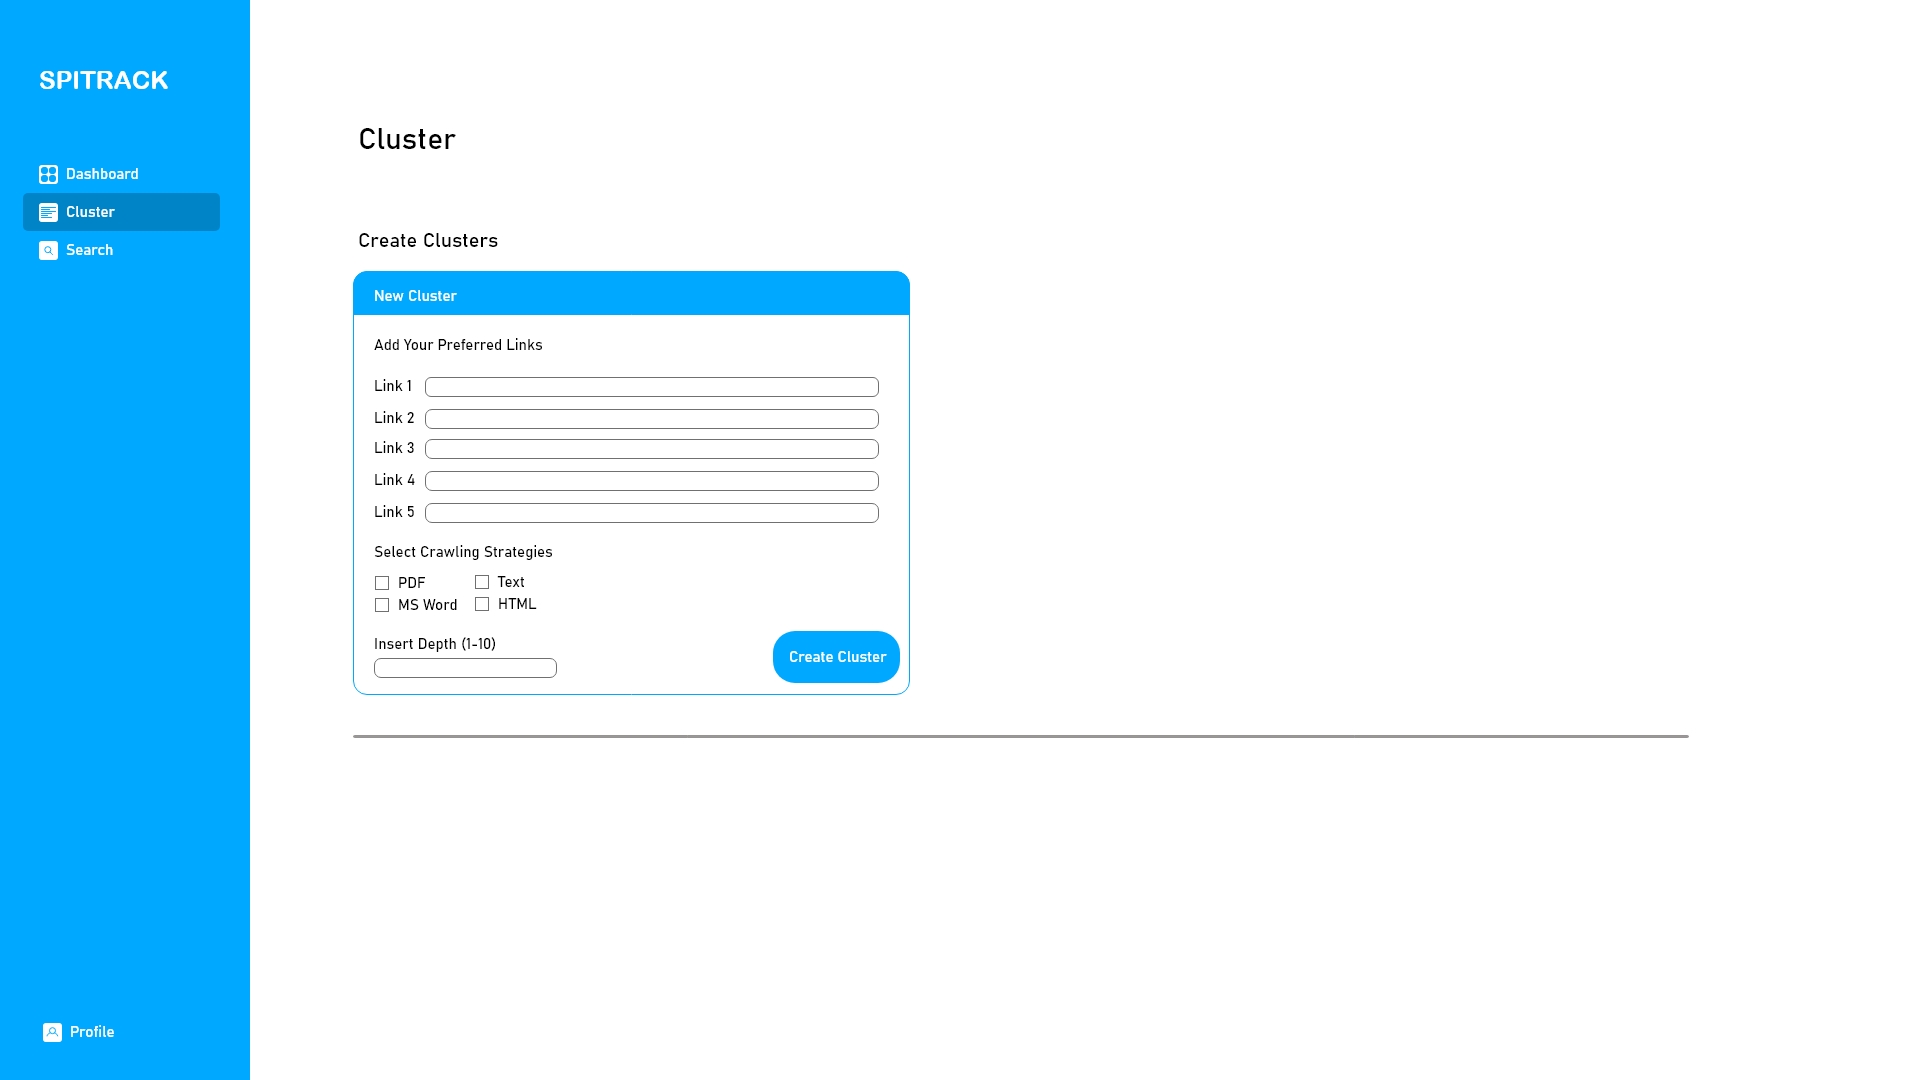 SPITRACK
Dashboard
Cluster
Search
Profile
Cluster
Create Clusters
New Cluster
Add Your Preferred Links
Link 1
Link 2
Link 3
Link 4
Link 5
Select Crawling Strategies
PDF Text
MS Word HTML
Insert Depth (1-10)
Create Cluster